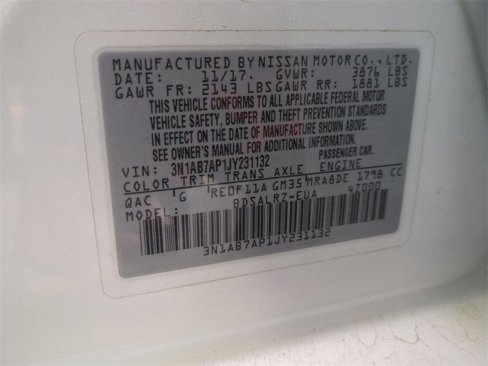 MANUFACTURED BY NISSAN MOTOR CO., LTD.
DATE: 11/17. GVWR: 3876 LBS
GAWR FR: 2143 LBS GAWR RR: 1881 LBS
THIS VEHICLE CONFORMS TO ALL APPLICABLE FEDERAL MOTOR
VEHICLE SAFETY, BUMPER AND THEFT PREVENTION STANDARDS
IN EFFECT ON THE DATE OF MANUFACTURE SHOWN ABOVE.
SEE OWNER'S MANUAL FOR ADDITIONAL INFORMATION.
PASSENGER CAR.
VIN: 3N1AB7AP1JY231132
COLOR TRIM TRANS AXLE ENGINE
QAC G RE0F11A GM35 MRA8DE 1798 CC
MODEL: BDSALRZ-EUA 47000
3N1AB7AP1JY231132